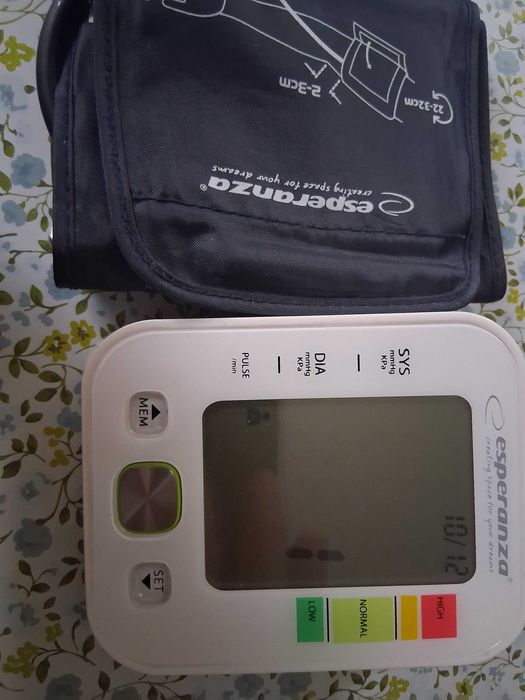 22-32cm
2-3cm
esperanza®
creating space for your dreams
esperanza®
creating space for your dreams
SYS
mmHg
KPa
DIA
mmHg
KPa
PULSE
/min
10/12
1
HIGH
NORMAL
LOW
MEM
SET